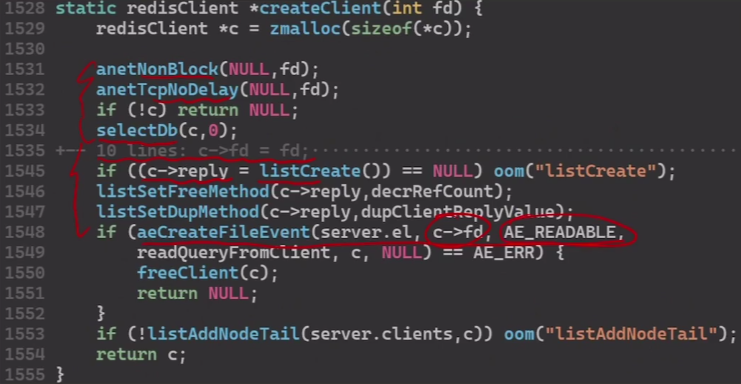 1528 static redisClient *createClient(int fd) {
1529     redisClient *c = zmalloc(sizeof(*c));
1530
1531     anetNonBlock(NULL,fd);
1532     anetTcpNoDelay(NULL,fd);
1533     if (!c) return NULL;
1534     selectDb(c,0);
1535 +-- 10 lines: c->fd = fd;
1545     if ((c->reply = listCreate()) == NULL) oom("listCreate");
1546     listSetFreeMethod(c->reply,decrRefCount);
1547     listSetDupMethod(c->reply,dupClientReplyValue);
1548     if (aeCreateFileEvent(server.el, c->fd, AE_READABLE,
1549         readQueryFromClient, c, NULL) == AE_ERR) {
1550         freeClient(c);
1551         return NULL;
1552     }
1553     if (!listAddNodeTail(server.clients,c)) oom("listAddNodeTail");
1554     return c;
1555 }